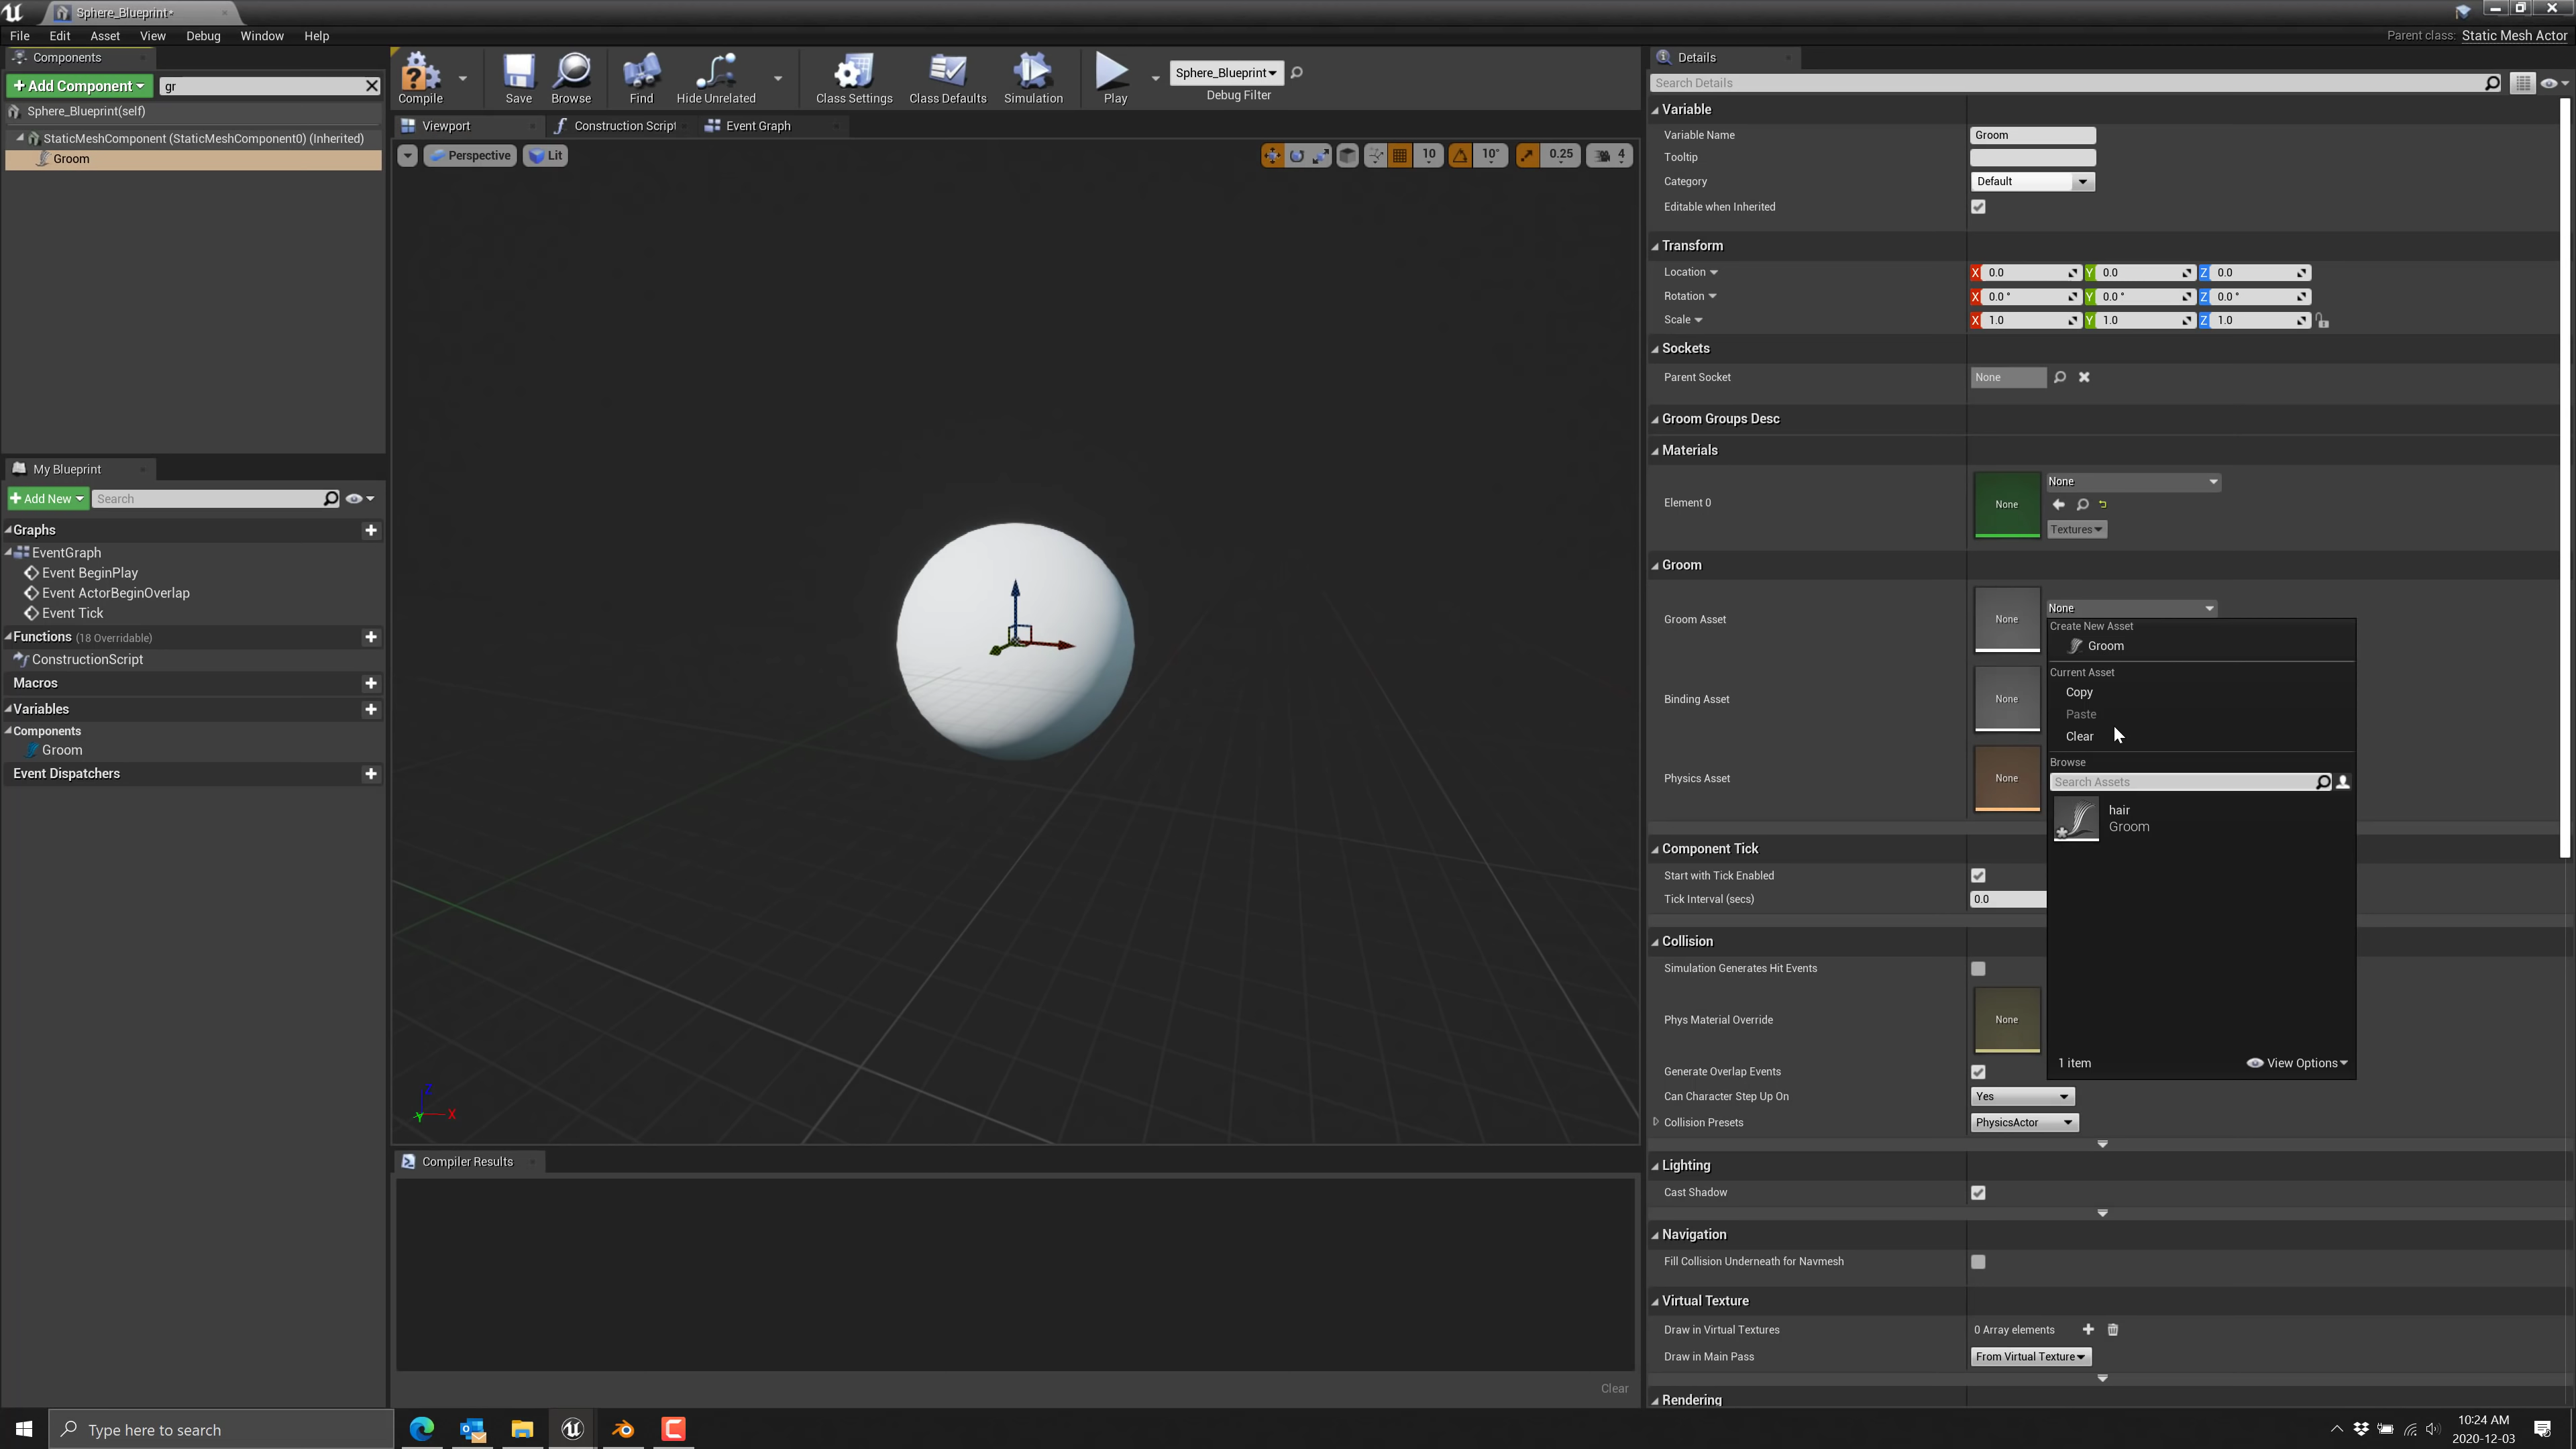 Sphere_Blueprint*
File Edit Asset View Debug Window Help
Parent class: Static Mesh Actor
Components
+ Add Component
gr
Sphere_Blueprint(self)
StaticMeshComponent (StaticMeshComponent0) (Inherited)
Groom
My Blueprint
+ Add New
Search
Graphs
EventGraph
Event BeginPlay
Event ActorBeginOverlap
Event Tick
Functions (18 Overridable)
ConstructionScript
Macros
Variables
Components
Groom
Event Dispatchers
Compile
Save
Browse
Find
Hide Unrelated
Class Settings
Class Defaults
Simulation
Play
Sphere_Blueprint
Debug Filter
Viewport
Construction Script
Event Graph
Perspective
Lit
10
10°
0.25
4
Z
Y
X
Compiler Results
Clear
Details
Search Details
Variable
Variable Name Groom
Tooltip
Category Default
Editable when Inherited
Transform
Location X 0.0 Y 0.0 Z 0.0
Rotation X 0.0 ° Y 0.0 ° Z 0.0 °
Scale X 1.0 Y 1.0 Z 1.0
Sockets
Parent Socket None
Groom Groups Desc
Materials
Element 0
None
None
Textures
Groom
Groom Asset
None
None
Create New Asset
Groom
Current Asset
Copy
Paste
Clear
Browse
Search Assets
hair
Groom
1 item
View Options
Binding Asset
None
Physics Asset
None
Component Tick
Start with Tick Enabled
Tick Interval (secs) 0.0
Collision
Simulation Generates Hit Events
Phys Material Override
None
Generate Overlap Events
Can Character Step Up On Yes
Collision Presets PhysicsActor
Lighting
Cast Shadow
Navigation
Fill Collision Underneath for Navmesh
Virtual Texture
Draw in Virtual Textures 0 Array elements
Draw in Main Pass From Virtual Texture
Rendering
Type here to search
10:24 AM
2020-12-03